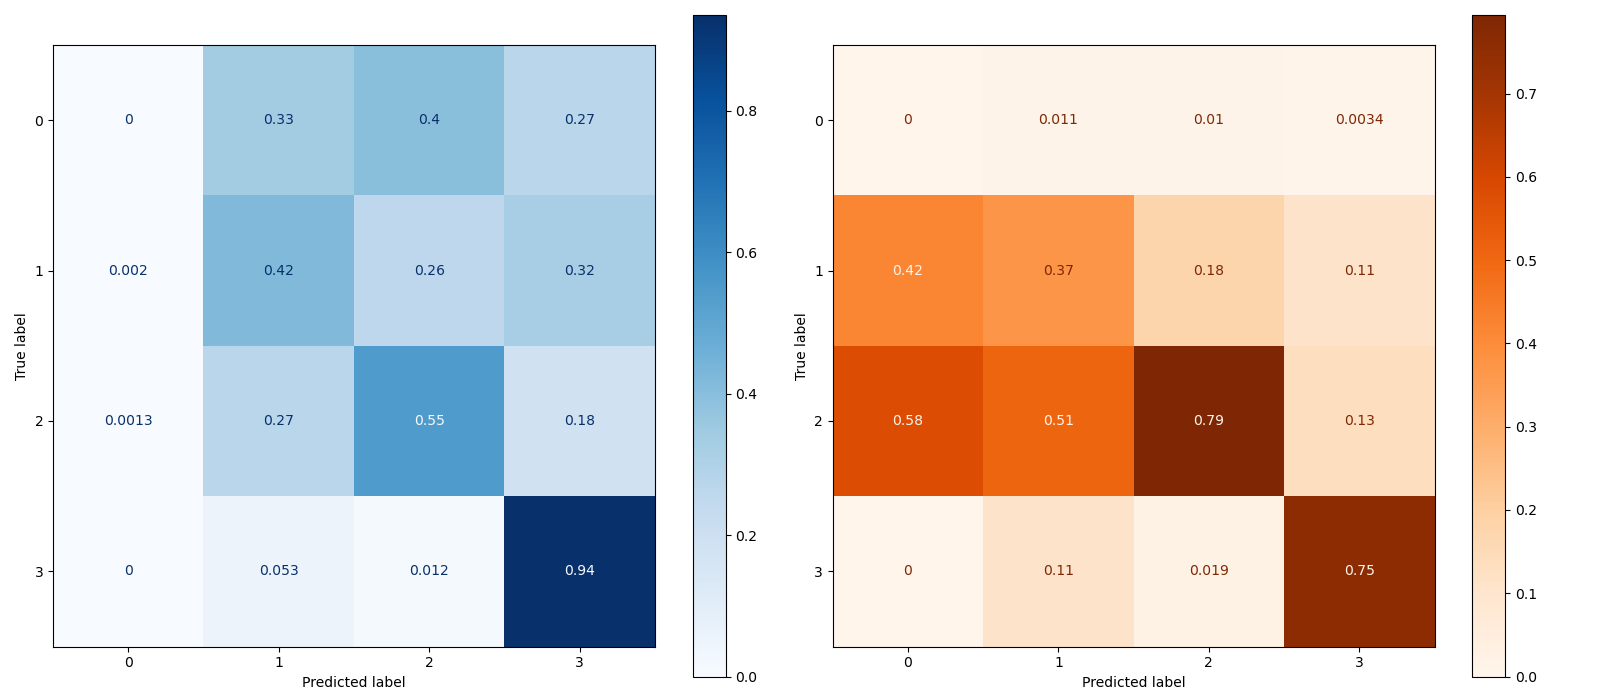 0 0 0.33 0.4 0.27
1 0.002 0.42 0.26 0.32
2 0.0013 0.27 0.55 0.18
3 0 0.053 0.012 0.94
0 1 2 3
Predicted label
True label
0.8
0.6
0.4
0.2
0.0
0 0 0.011 0.01 0.0034
1 0.42 0.37 0.18 0.11
2 0.58 0.51 0.79 0.13
3 0 0.11 0.019 0.75
0 1 2 3
Predicted label
True label
0.7
0.6
0.5
0.4
0.3
0.2
0.1
0.0